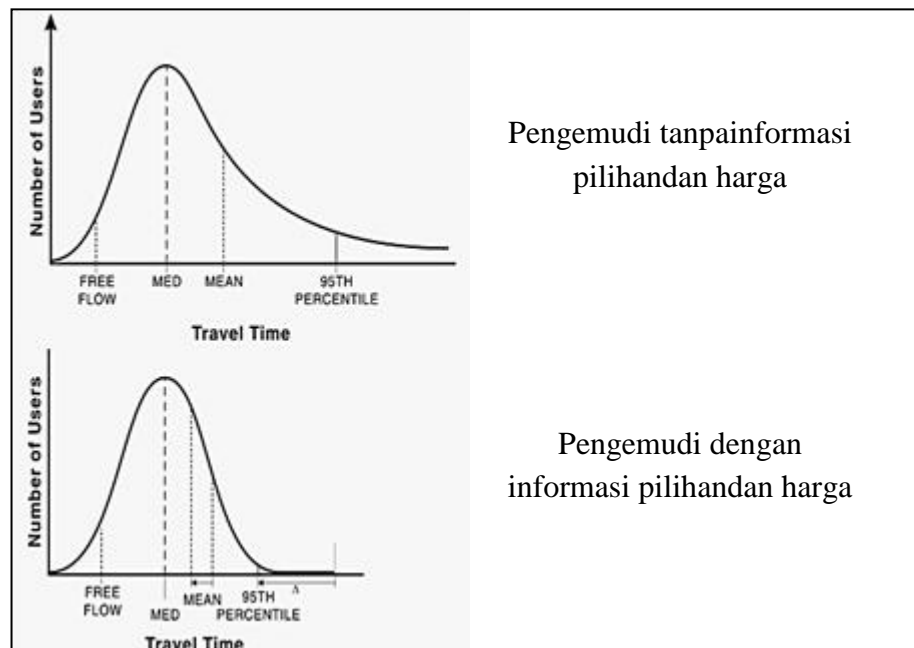 Number of Users
FREE FLOW
MED
MEAN
95TH PERCENTILE
Travel Time
Pengemudi tanpainformasi
pilihandan harga
Number of Users
FREE FLOW
MED
MEAN
95TH PERCENTILE
Δ
Travel Time
Pengemudi dengan
informasi pilihandan harga